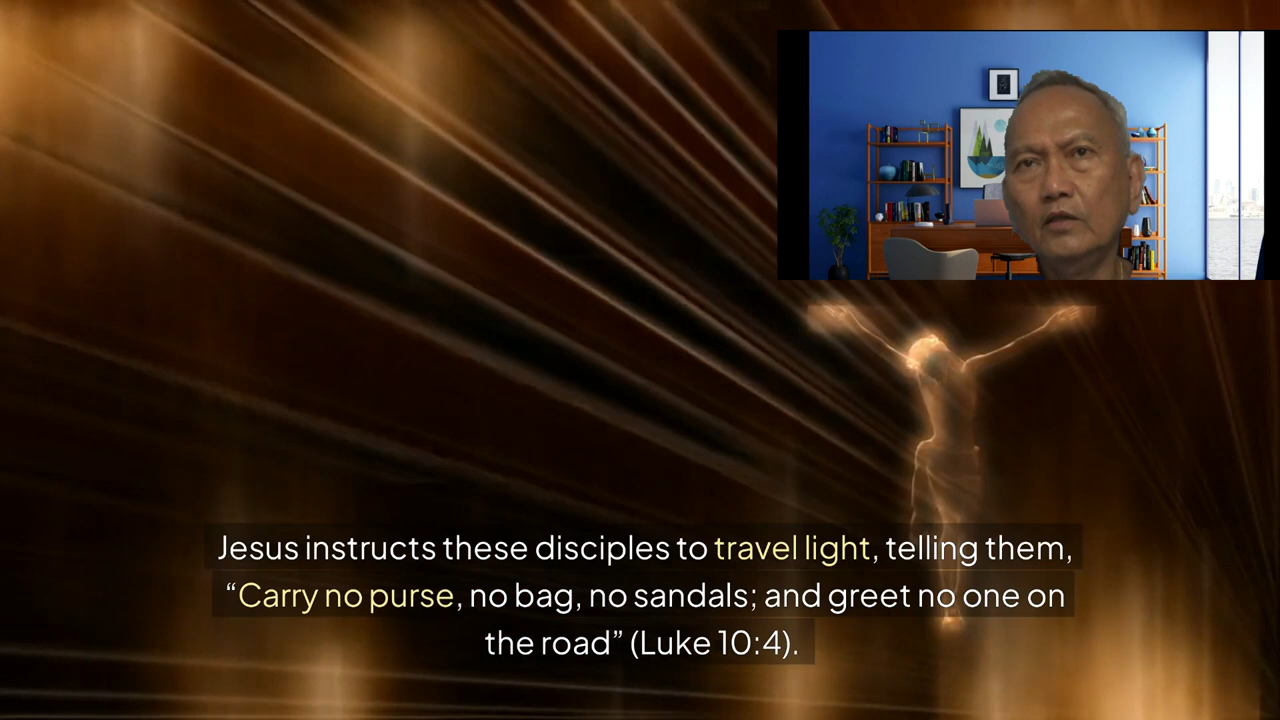 Jesus instructs these disciples to travel light, telling them,
“Carry no purse, no bag, no sandals; and greet no one on
the road” (Luke 10:4).